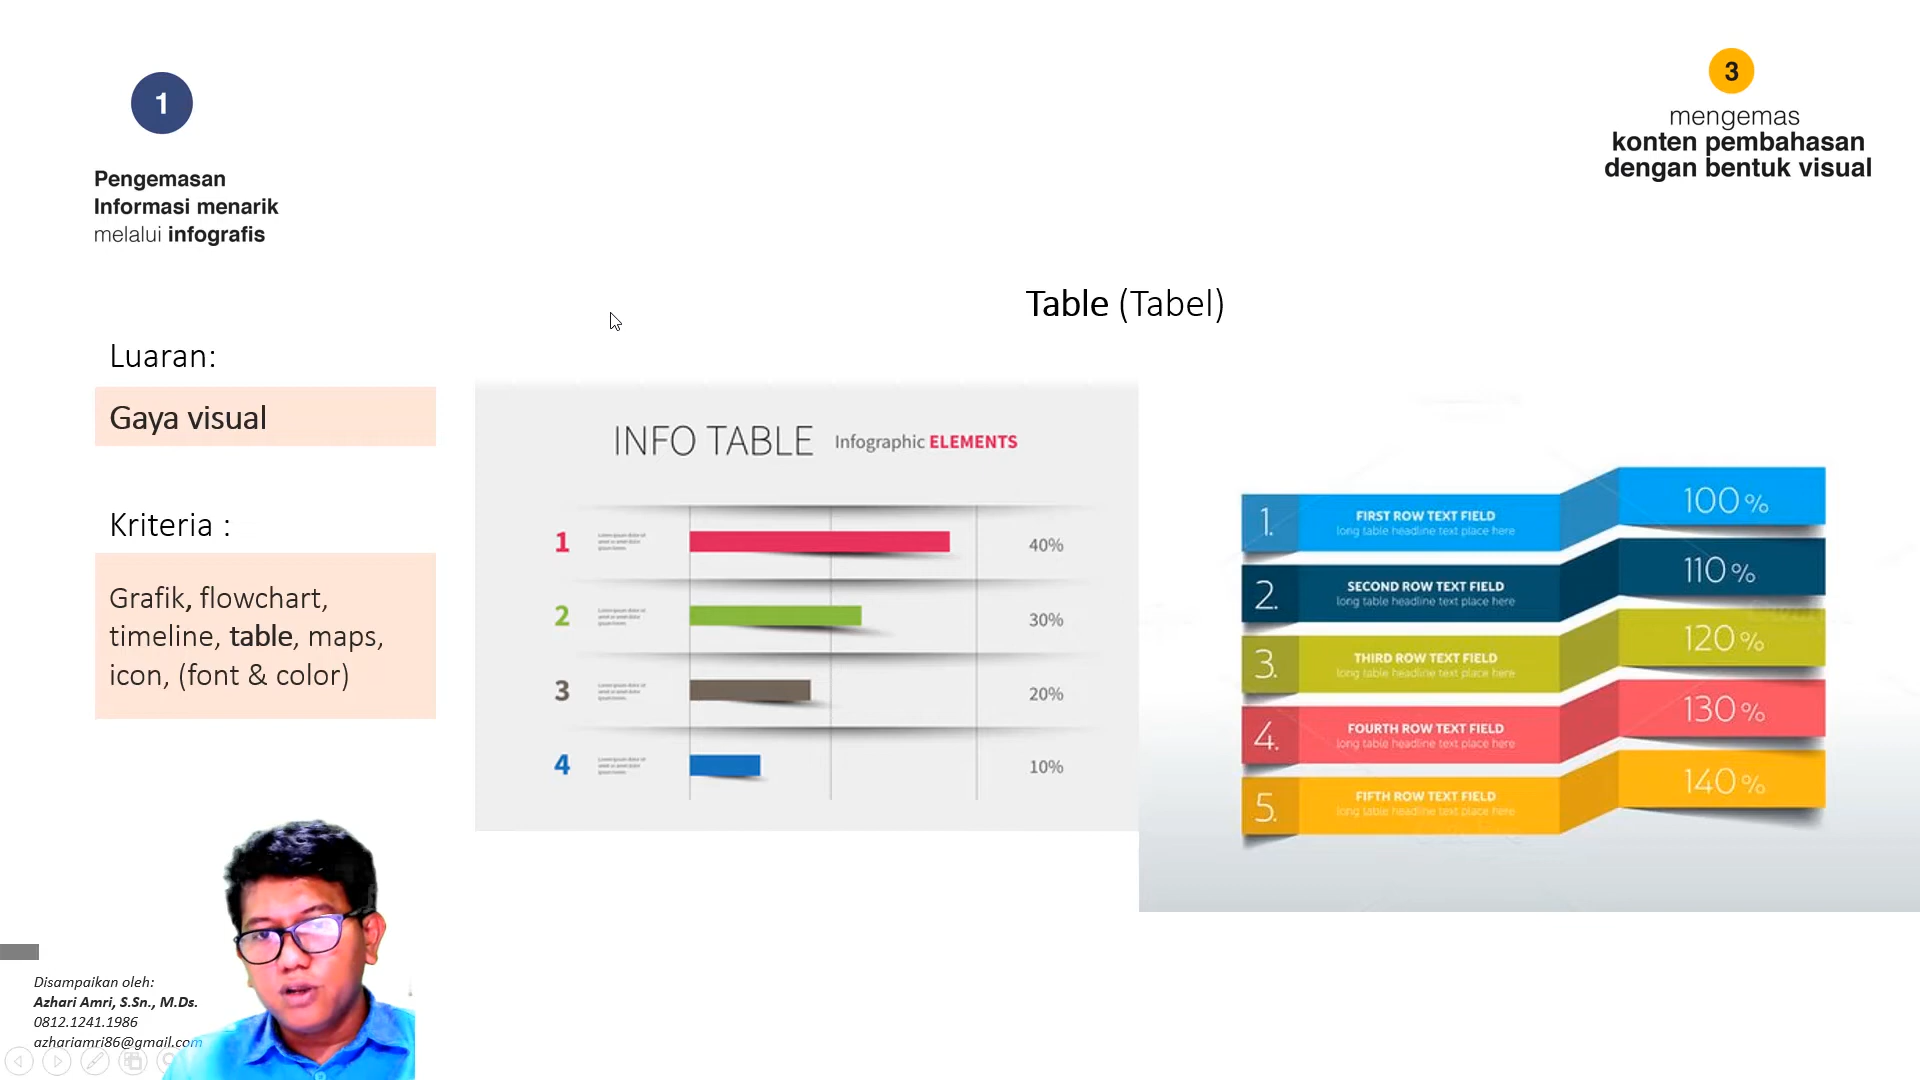 1
Pengemasan
Informasi menarik
melalui infografis
3
mengemas
konten pembahasan
dengan bentuk visual
Table (Tabel)
Luaran:
Gaya visual
Kriteria :
Grafik, flowchart,
timeline, table, maps,
icon, (font & color)
INFO TABLE Infographic ELEMENTS
1 40%
2 30%
3 20%
4 10%
1. FIRST ROW TEXT FIELD 100%
long table headline text place here
2. SECOND ROW TEXT FIELD 110%
long table headline text place here
3. THIRD ROW TEXT FIELD 120%
long table headline text place here
4. FOURTH ROW TEXT FIELD 130%
long table headline text place here
5. FIFTH ROW TEXT FIELD 140%
long table headline text place here
Disampaikan oleh:
Azhari Amri, S.Sn., M.Ds.
0812.1241.1986
azhariamri86@gmail.com